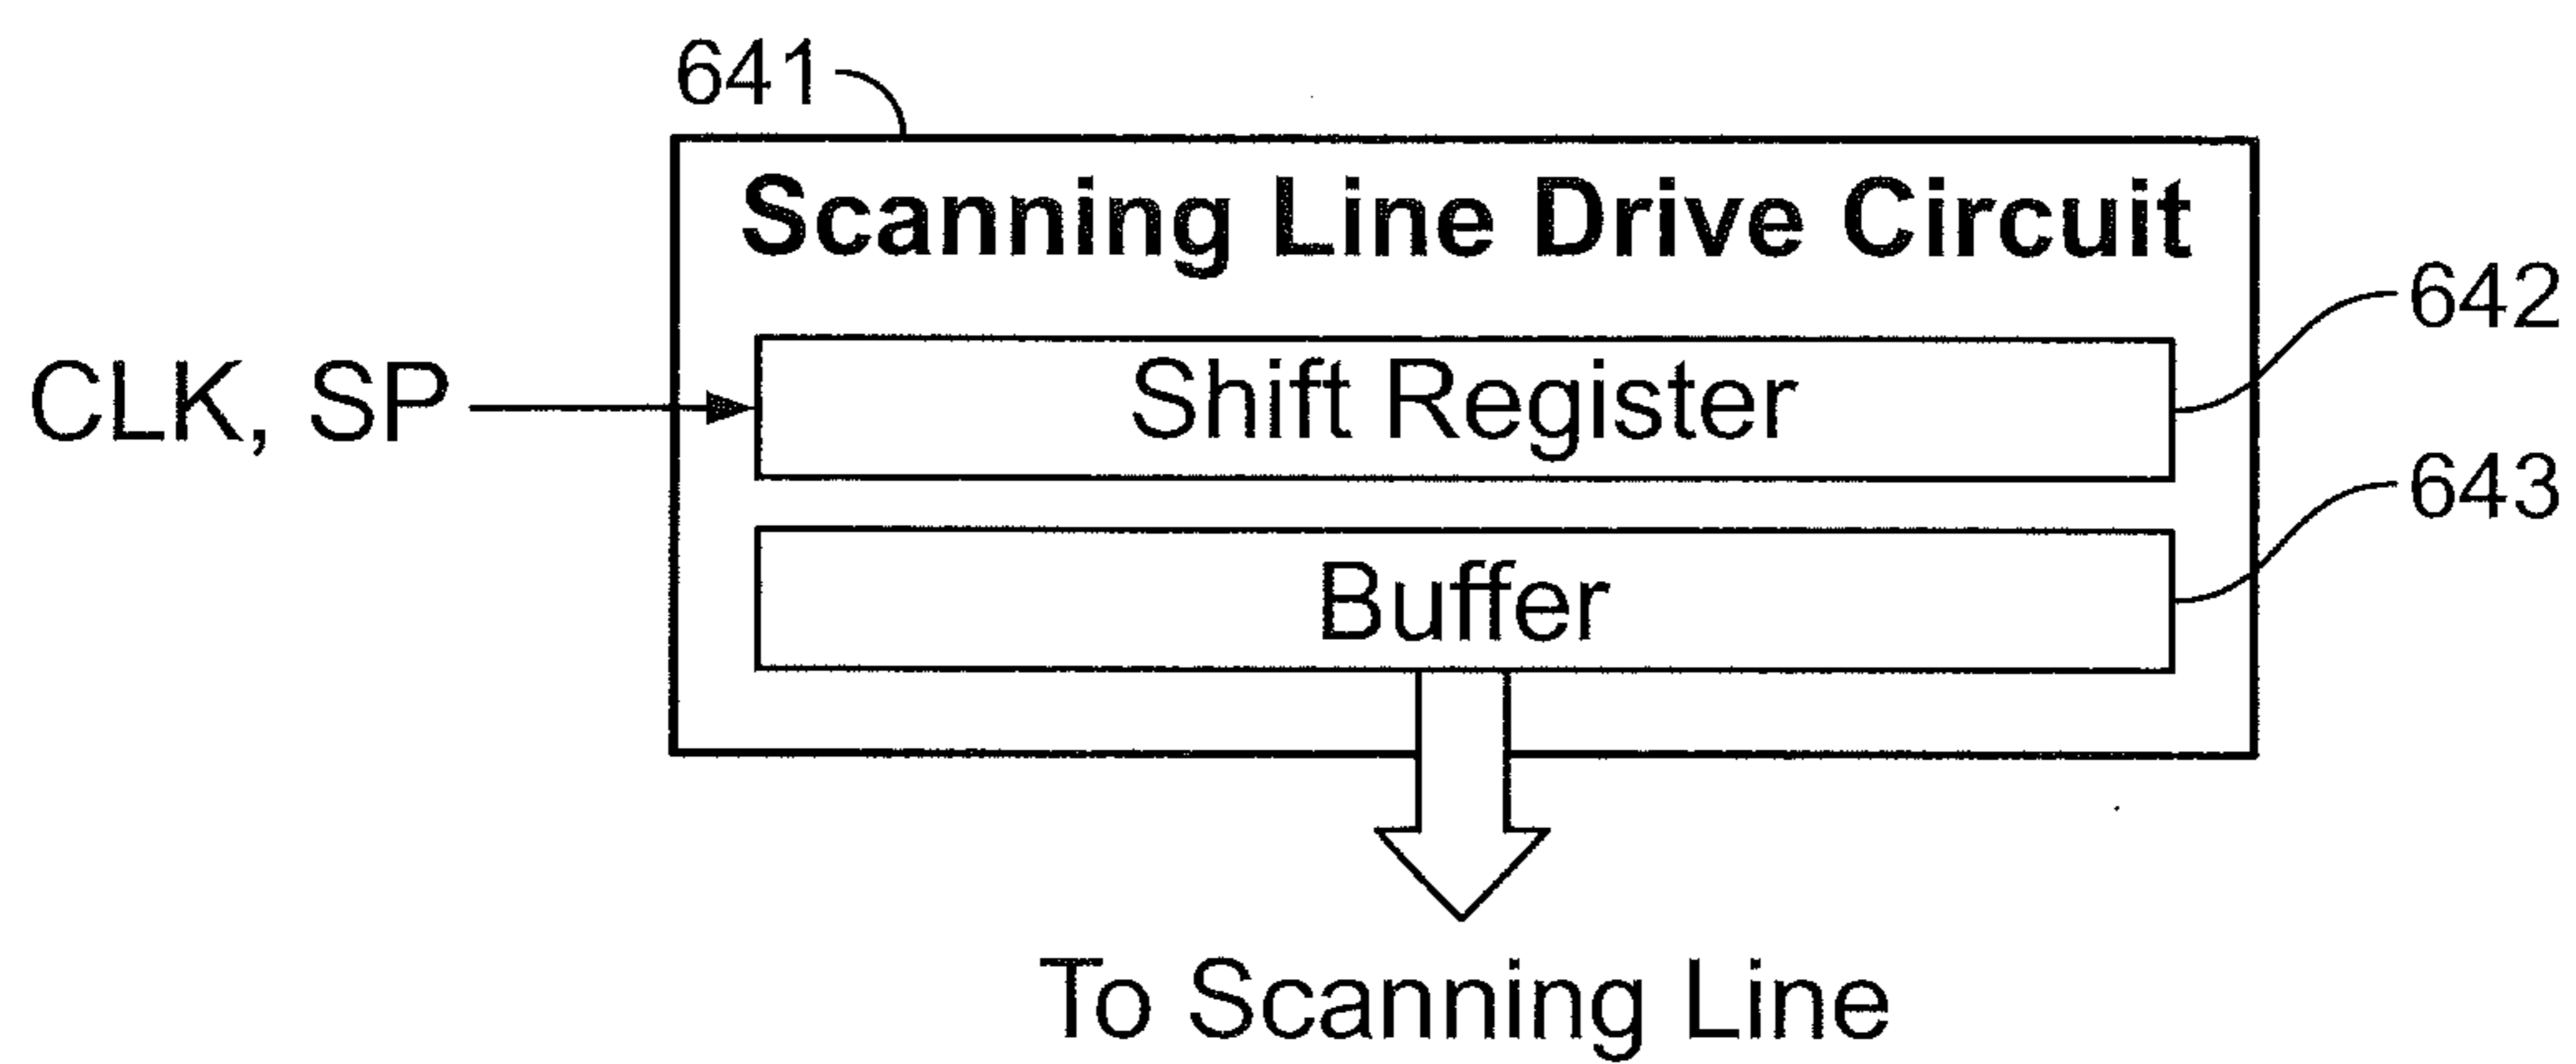 641
Scanning Line Drive Circuit
642
CLK, SP
Shift Register
643
Buffer
To Scanning Line